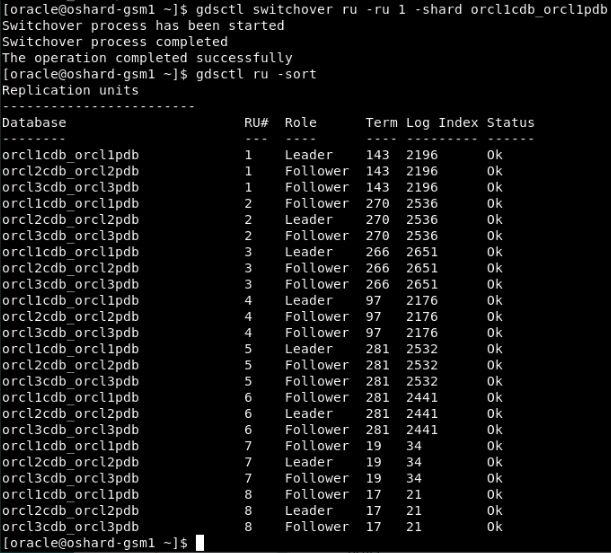 [oracle@oshard-gsm1 ~]$ gdsctl switchover ru -ru 1 -shard orcl1cdb_orcl1pdb
Switchover process has been started
Switchover process completed
The operation completed successfully
[oracle@oshard-gsm1 ~]$ gdsctl ru -sort
Replication units
------------------------
Database                      RU#  Role      Term Log Index Status
--------                      ---  ----      ---- --------- ------
orcl1cdb_orcl1pdb             1    Leader    143  2196      Ok
orcl2cdb_orcl2pdb             1    Follower  143  2196      Ok
orcl3cdb_orcl3pdb             1    Follower  143  2196      Ok
orcl1cdb_orcl1pdb             2    Follower  270  2536      Ok
orcl2cdb_orcl2pdb             2    Leader    270  2536      Ok
orcl3cdb_orcl3pdb             2    Follower  270  2536      Ok
orcl1cdb_orcl1pdb             3    Leader    266  2651      Ok
orcl2cdb_orcl2pdb             3    Follower  266  2651      Ok
orcl3cdb_orcl3pdb             3    Follower  266  2651      Ok
orcl1cdb_orcl1pdb             4    Leader    97   2176      Ok
orcl2cdb_orcl2pdb             4    Follower  97   2176      Ok
orcl3cdb_orcl3pdb             4    Follower  97   2176      Ok
orcl1cdb_orcl1pdb             5    Leader    281  2532      Ok
orcl2cdb_orcl2pdb             5    Follower  281  2532      Ok
orcl3cdb_orcl3pdb             5    Follower  281  2532      Ok
orcl1cdb_orcl1pdb             6    Follower  281  2441      Ok
orcl2cdb_orcl2pdb             6    Leader    281  2441      Ok
orcl3cdb_orcl3pdb             6    Follower  281  2441      Ok
orcl1cdb_orcl1pdb             7    Follower  19   34        Ok
orcl2cdb_orcl2pdb             7    Leader    19   34        Ok
orcl3cdb_orcl3pdb             7    Follower  19   34        Ok
orcl1cdb_orcl1pdb             8    Follower  17   21        Ok
orcl2cdb_orcl2pdb             8    Leader    17   21        Ok
orcl3cdb_orcl3pdb             8    Follower  17   21        Ok
[oracle@oshard-gsm1 ~]$